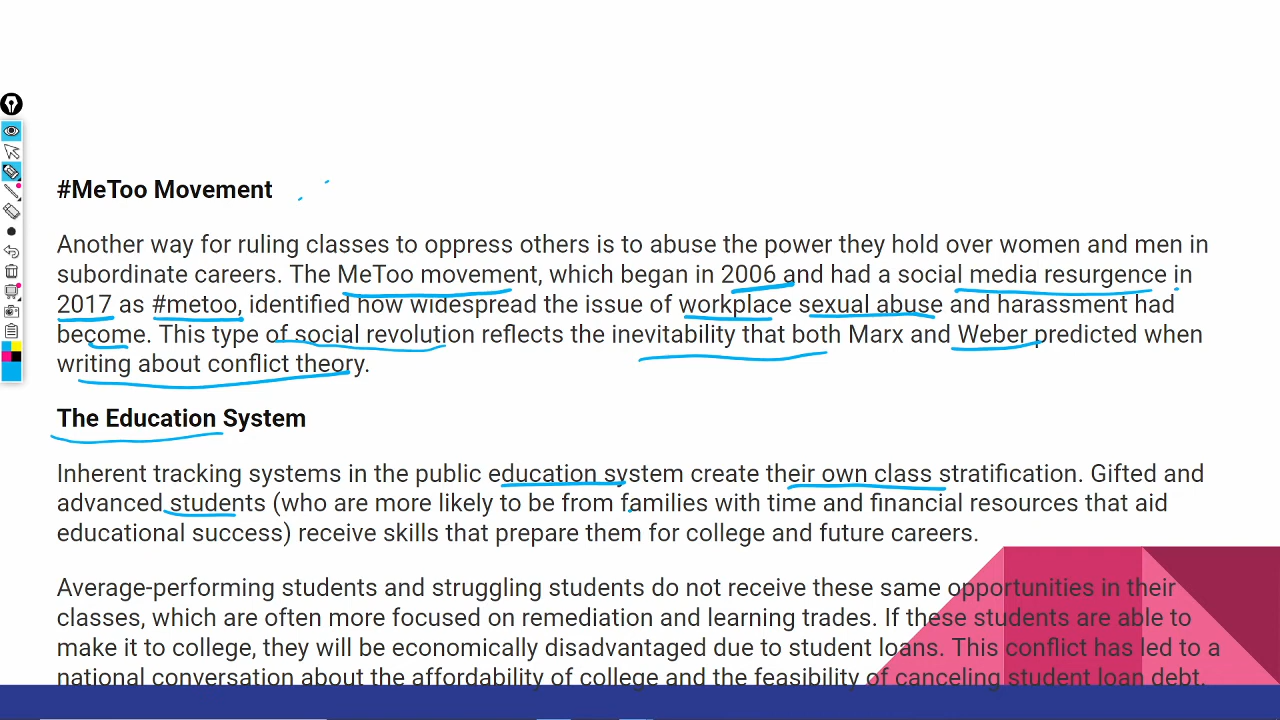 #MeToo Movement
Another way for ruling classes to oppress others is to abuse the power they hold over women and men in
subordinate careers. The MeToo movement, which began in 2006 and had a social media resurgence in
2017 as #metoo, identified how widespread the issue of workplace sexual abuse and harassment had
become. This type of social revolution reflects the inevitability that both Marx and Weber predicted when
writing about conflict theory.
The Education System
Inherent tracking systems in the public education system create their own class stratification. Gifted and
advanced students (who are more likely to be from families with time and financial resources that aid
educational success) receive skills that prepare them for college and future careers.
Average-performing students and struggling students do not receive these same opportunities in their
classes, which are often more focused on remediation and learning trades. If these students are able to
make it to college, they will be economically disadvantaged due to student loans. This conflict has led to a
national conversation about the affordability of college and the feasibility of canceling student loan debt.